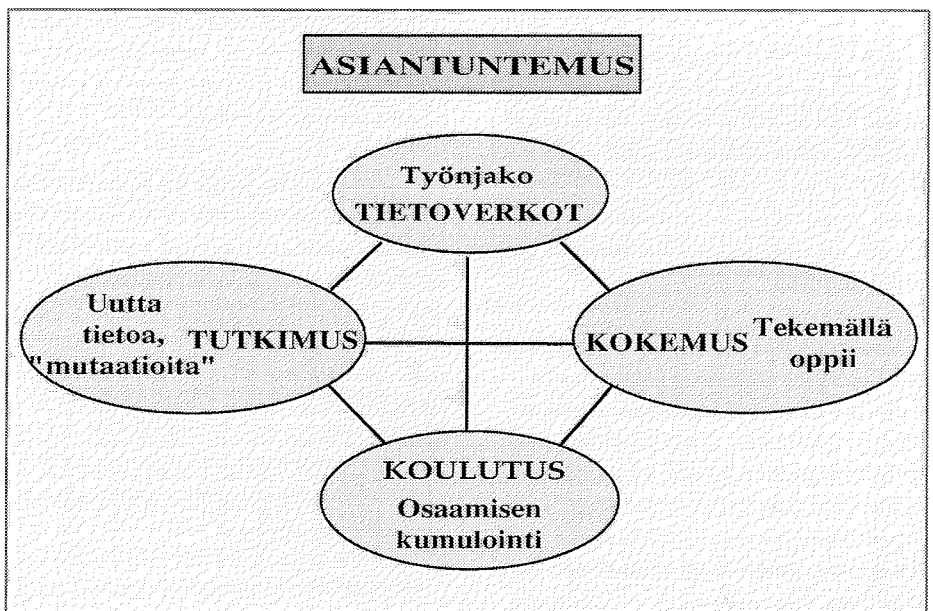 ASIANTUNTEMUS
Työnjako
TIETOVERKOT
Uutta
tietoa,
"mutaatioita"
TUTKIMUS
KOKEMUS
Tekemällä
oppii
KOULUTUS
Osaamisen
kumulointi